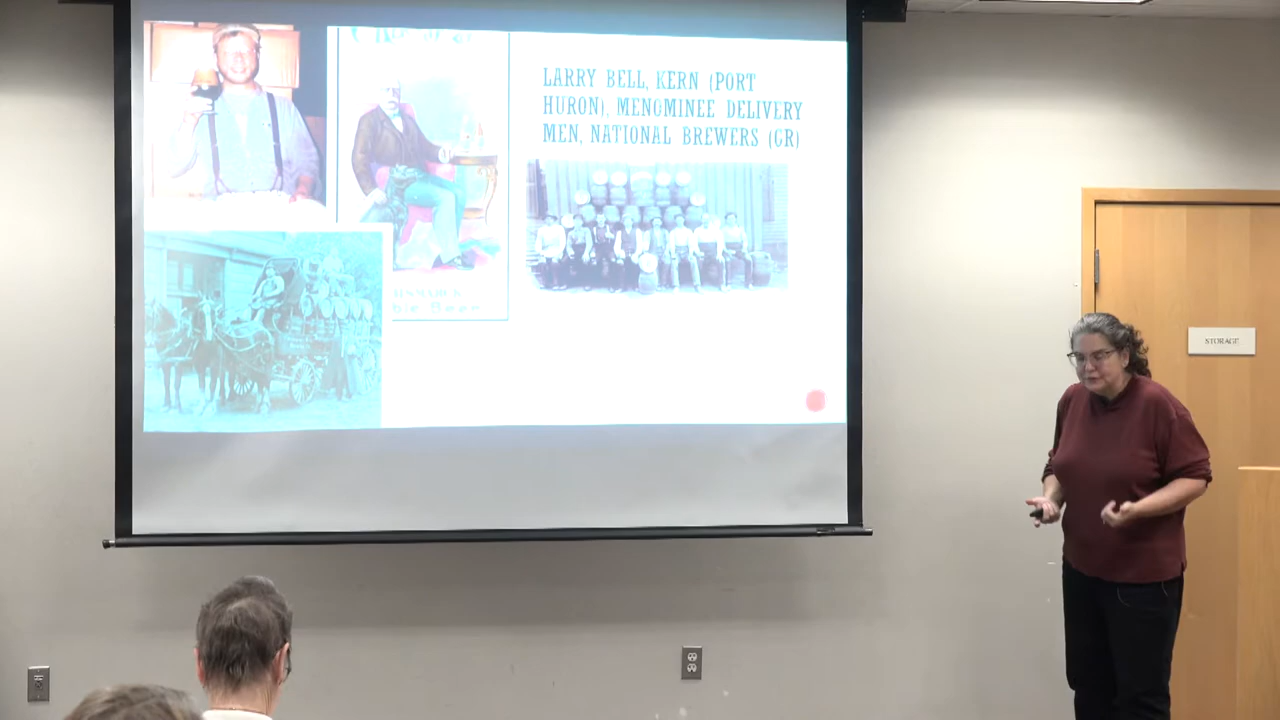 LARRY BELL, KERN (PORT
HURON), MENOMINEE DELIVERY
MEN, NATIONAL BREWERS (GR)
STORAGE